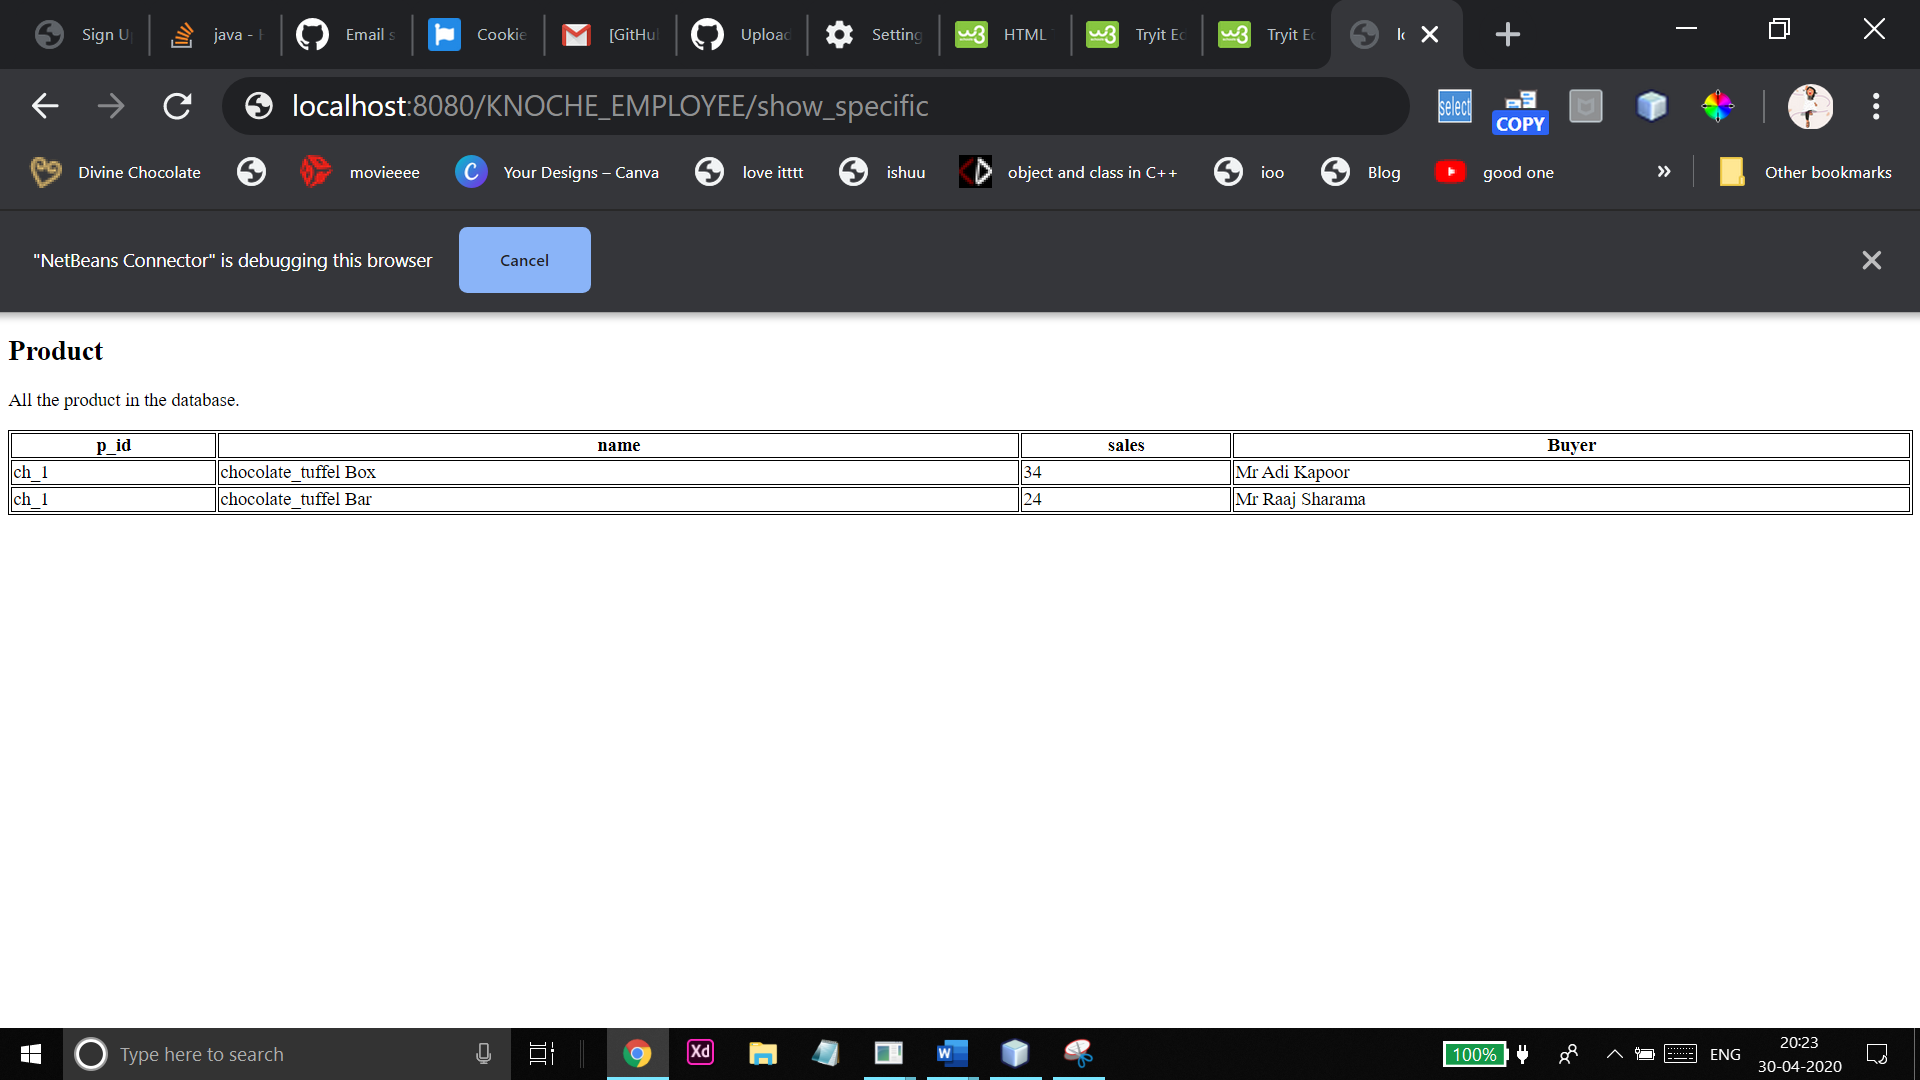 Sign U java - Email s Cookie [GitHu Upload Setting HTML Tryit Ed Tryit Ec
localhost:8080/KNOCHE_EMPLOYEE/show_specific select COPY
Divine Chocolate movieeee Your Designs – Canva love itttt ishuu object and class in C++ ioo Blog good one » Other bookmarks
"NetBeans Connector" is debugging this browser Cancel
Product
All the product in the database.
p_id name sales Buyer
ch_1 chocolate_tuffel Box 34 Mr Adi Kapoor
ch_1 chocolate_tuffel Bar 24 Mr Raaj Sharama
Type here to search Xd W 100% ENG 20:23
30-04-2020